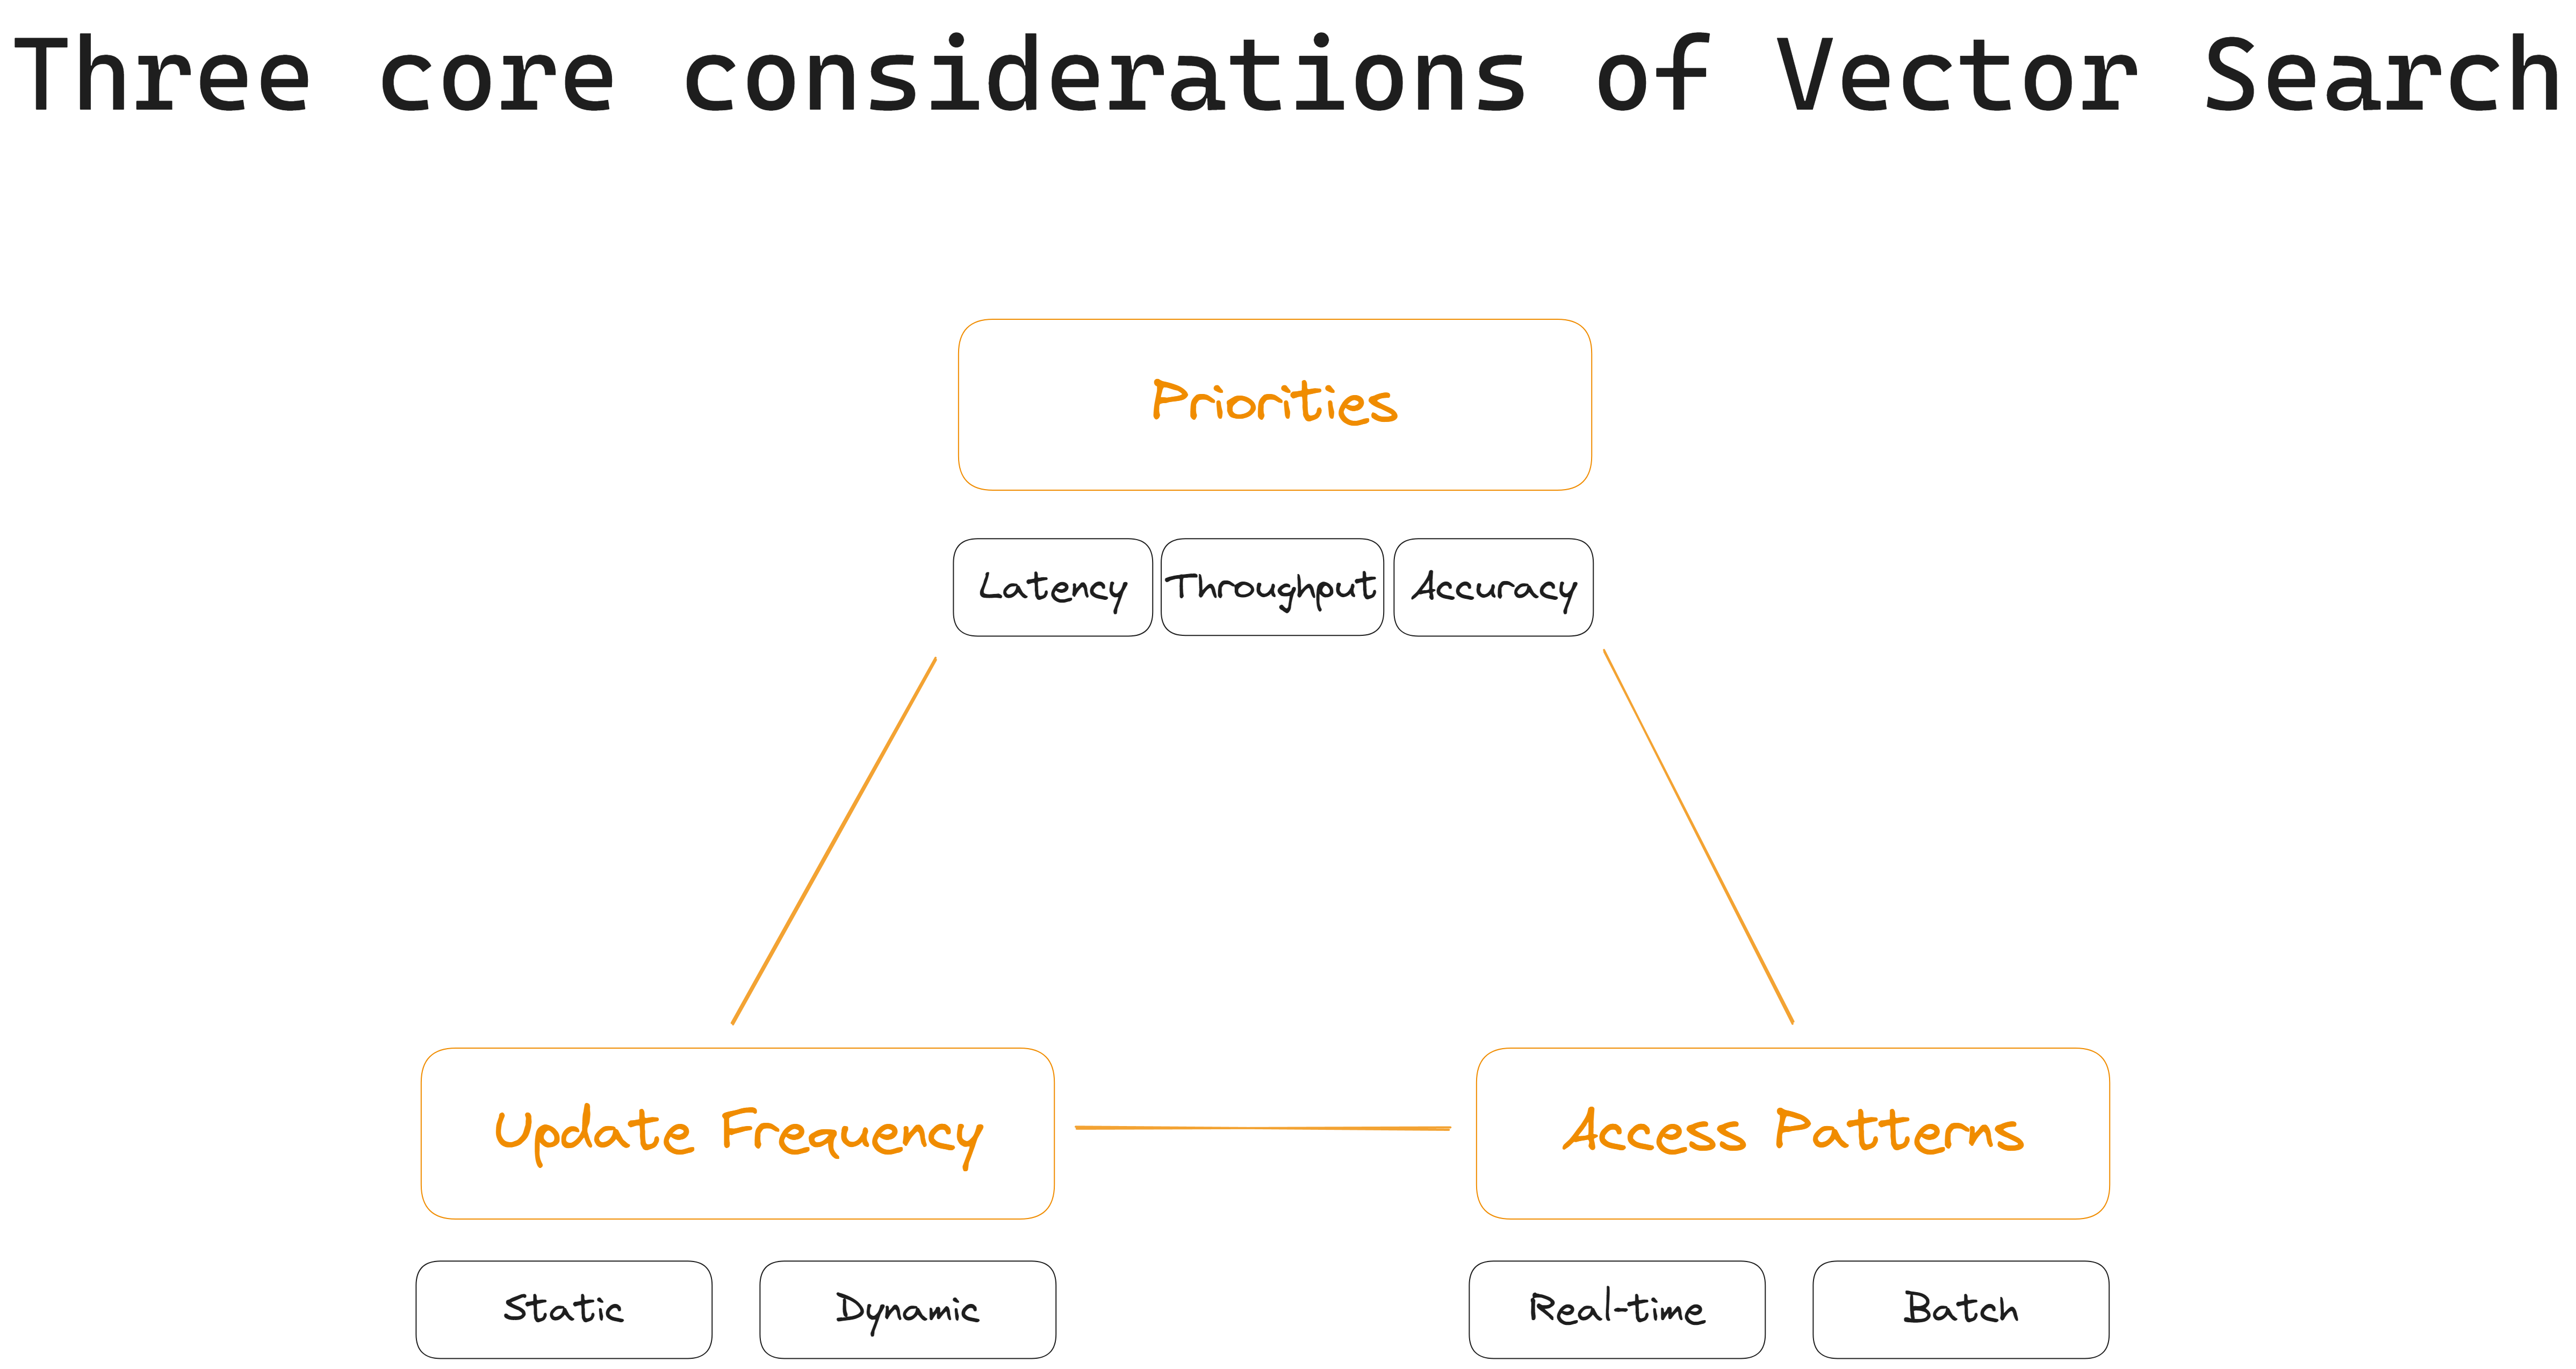 Three core considerations of Vector Search
Priorities
Latency
Throughput
Accuracy
Update Frequency
Access Patterns
Static
Dynamic
Real-time
Batch